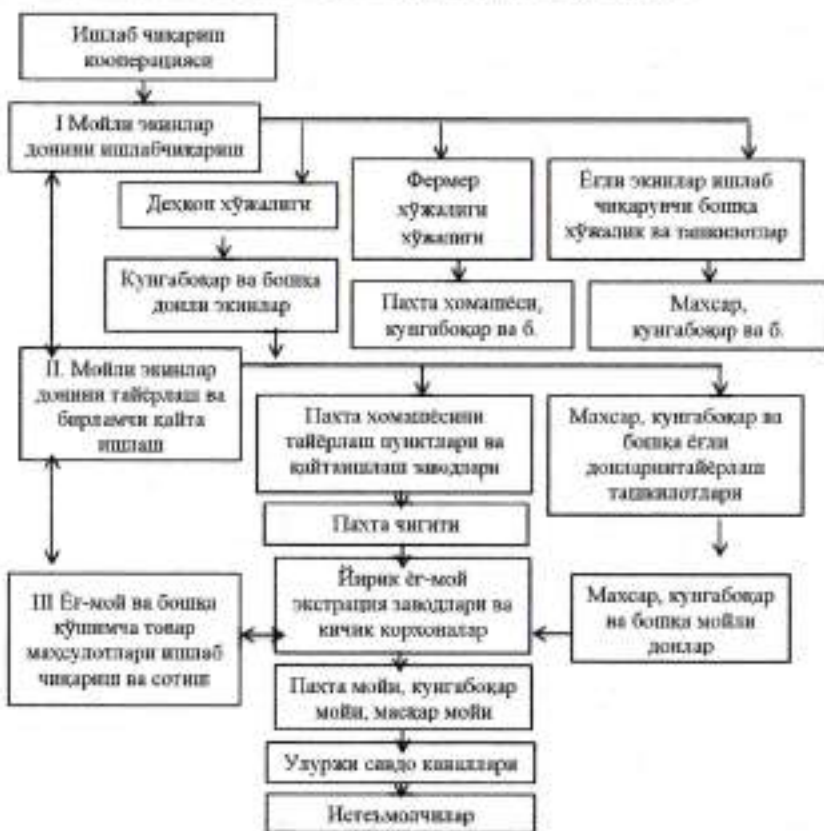 Ишлаб чиқариш
кооперацияси
I Мойли экинлар
донини ишлабчиқариш
Деҳқон хўжалиги
Фермер
хўжалиги
хўжалиги
Ёғли экинлар ишлаб
чиқарунчи бошқа
хўжалик ва ташкилотлар
Кунгабоқар ва бошқа
донли экинлар
Пахта хомашёси,
кунгабоқар ва б.
Махсар,
кунгабоқар ва б.
II. Мойли экинлар
донини тайёрлаш ва
бирламчи қайта
ишлаш
Пахта хомашёсини
тайёрлаш пунктлари ва
қайтаишлаш заводлари
Махсар, кунгабоқар ва
бошқа ёғли
донларнитайёрлаш
ташкилотлари
Пахта чигити
Йирик ёғ-мой
экстрация заводлари ва
кичик корхоналар
Махсар, кунгабоқар
ва бошқа мойли
донлар
III Ёғ-мой ва бошқа
қўшимча товар
маҳсулотлари ишлаб
чиқариш ва сотиш
Пахта мойи, кунгабоқар
мойи, масқар мойи
Улуржи савдо каналлари
Истеъмолчилар